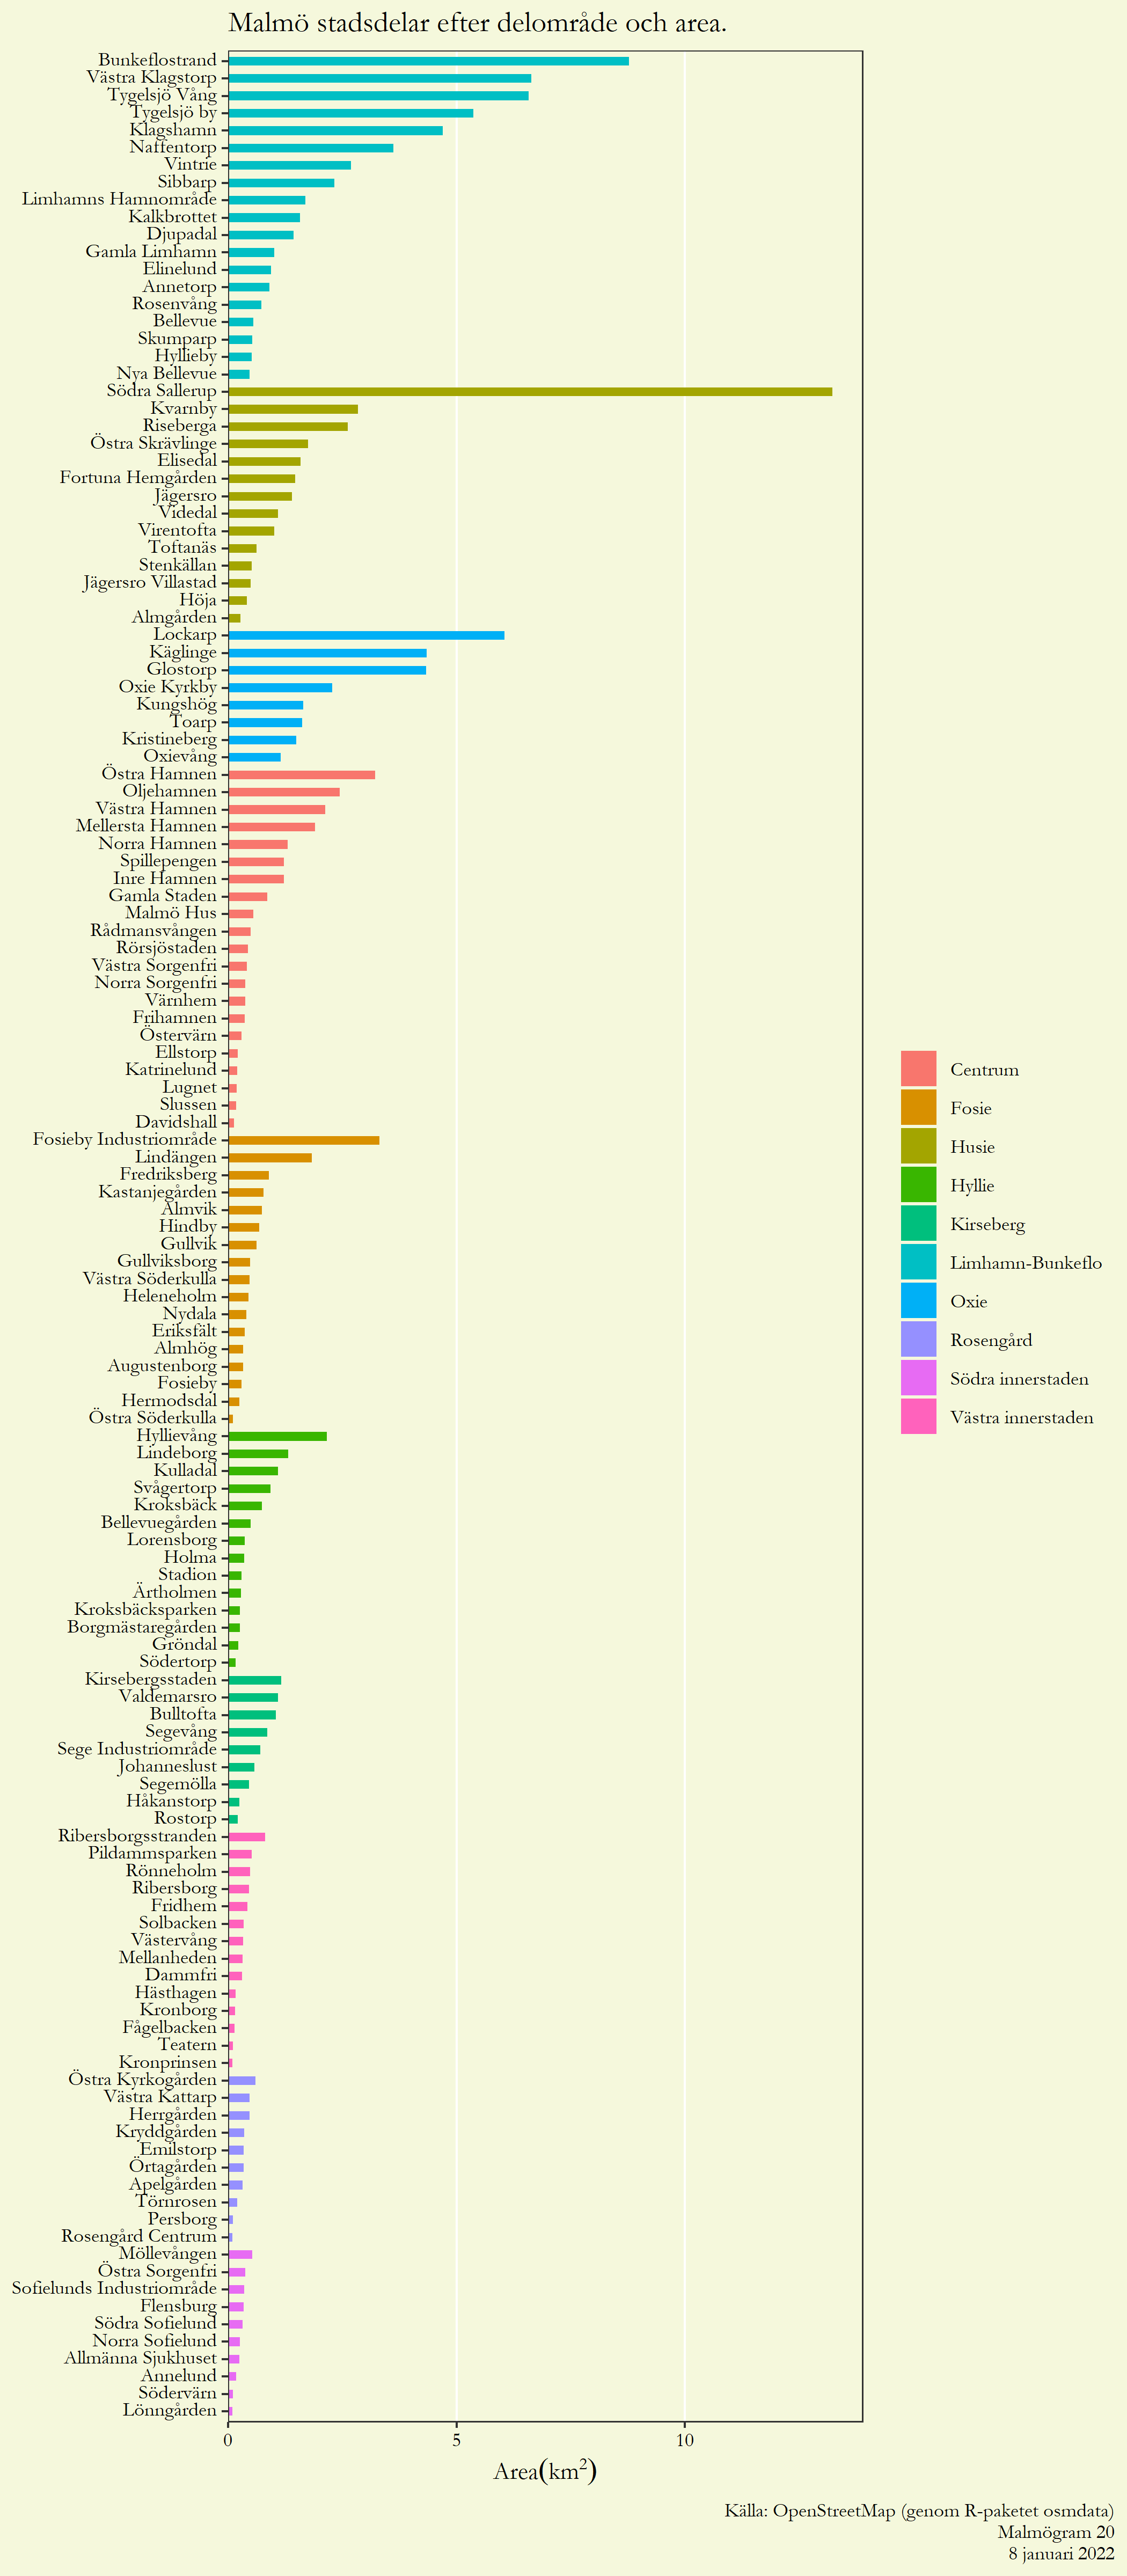 Malmö stadsdelar efter delområde och area.
Bunkeflostrand
Västra Klagstorp
Tygelsjö Vång
Tygelsjö by
Klagshamn
Naffentorp
Vintrie
Sibbarp
Limhamns Hamnområde
Kalkbrottet
Djupadal
Gamla Limhamn
Elinelund
Annetorp
Rosenvång
Bellevue
Skumparp
Hyllieby
Nya Bellevue
Södra Sallerup
Kvarnby
Riseberga
Östra Skrävlinge
Elisedal
Fortuna Hemgården
Jägersro
Videdal
Virentofta
Toftanäs
Stenkällan
Jägersro Villastad
Höja
Almgården
Lockarp
Käglinge
Glostorp
Oxie Kyrkby
Kungshög
Toarp
Kristineberg
Oxievång
Östra Hamnen
Oljehamnen
Västra Hamnen
Mellersta Hamnen
Norra Hamnen
Spillepengen
Inre Hamnen
Gamla Staden
Malmö Hus
Rådmansvången
Rörsjöstaden
Västra Sorgenfri
Norra Sorgenfri
Värnhem
Frihamnen
Östervärn
Ellstorp
Katrinelund
Lugnet
Slussen
Davidshall
Fosieby Industriområde
Lindängen
Fredriksberg
Kastanjegården
Almvik
Hindby
Gullvik
Gullviksborg
Västra Söderkulla
Heleneholm
Nydala
Eriksfält
Almhög
Augustenborg
Fosieby
Hermodsdal
Östra Söderkulla
Hyllievång
Lindeborg
Kulladal
Svågertorp
Kroksbäck
Bellevuegården
Lorensborg
Holma
Stadion
Ärtholmen
Kroksbäcksparken
Borgmästaregården
Gröndal
Södertorp
Kirsebergsstaden
Valdemarsro
Bulltofta
Segevång
Sege Industriområde
Johanneslust
Segemölla
Håkanstorp
Rostorp
Ribersborgsstranden
Pildammsparken
Rönneholm
Ribersborg
Fridhem
Solbacken
Västervång
Mellanheden
Dammfri
Hästhagen
Kronborg
Fågelbacken
Teatern
Kronprinsen
Östra Kyrkogården
Västra Kattarp
Herrgården
Kryddgården
Emilstorp
Örtagården
Apelgården
Törnrosen
Persborg
Rosengård Centrum
Möllevången
Östra Sorgenfri
Sofielunds Industriområde
Flensburg
Södra Sofielund
Norra Sofielund
Allmänna Sjukhuset
Annelund
Södervärn
Lönngården
0 5 10
Area(km²)
Centrum
Fosie
Husie
Hyllie
Kirseberg
Limhamn-Bunkeflo
Oxie
Rosengård
Södra innerstaden
Västra innerstaden
Källa: OpenStreetMap (genom R-paketet osmdata)
Malmögram 20
8 januari 2022